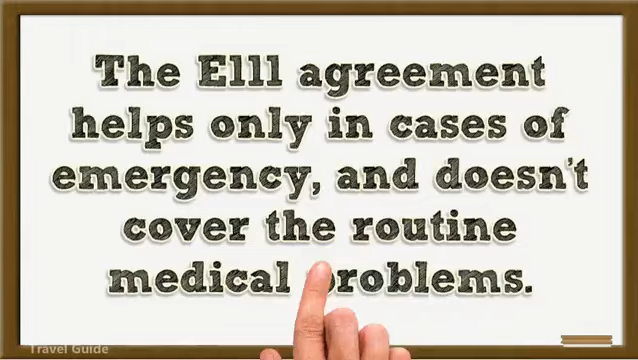 The E111 agreement
helps only in cases of
emergency, and doesn't
cover the routine
medical problems.
Travel Guide